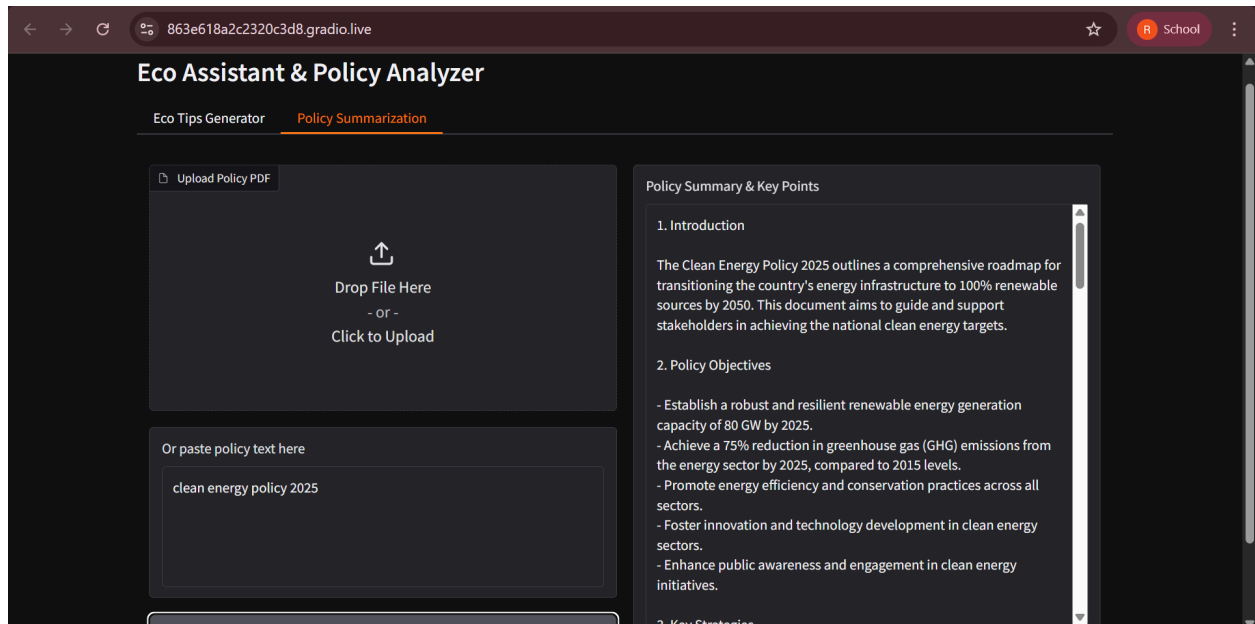 863e618a2c2320c3d8.gradio.live
R School
Eco Assistant & Policy Analyzer
Eco Tips Generator Policy Summarization
Upload Policy PDF
Drop File Here
- or -
Click to Upload
Or paste policy text here
clean energy policy 2025
Policy Summary & Key Points
1. Introduction
The Clean Energy Policy 2025 outlines a comprehensive roadmap for
transitioning the country's energy infrastructure to 100% renewable
sources by 2050. This document aims to guide and support
stakeholders in achieving the national clean energy targets.
2. Policy Objectives
- Establish a robust and resilient renewable energy generation
capacity of 80 GW by 2025.
- Achieve a 75% reduction in greenhouse gas (GHG) emissions from
the energy sector by 2025, compared to 2015 levels.
- Promote energy efficiency and conservation practices across all
sectors.
- Foster innovation and technology development in clean energy
sectors.
- Enhance public awareness and engagement in clean energy
initiatives.
3. Key Strategies